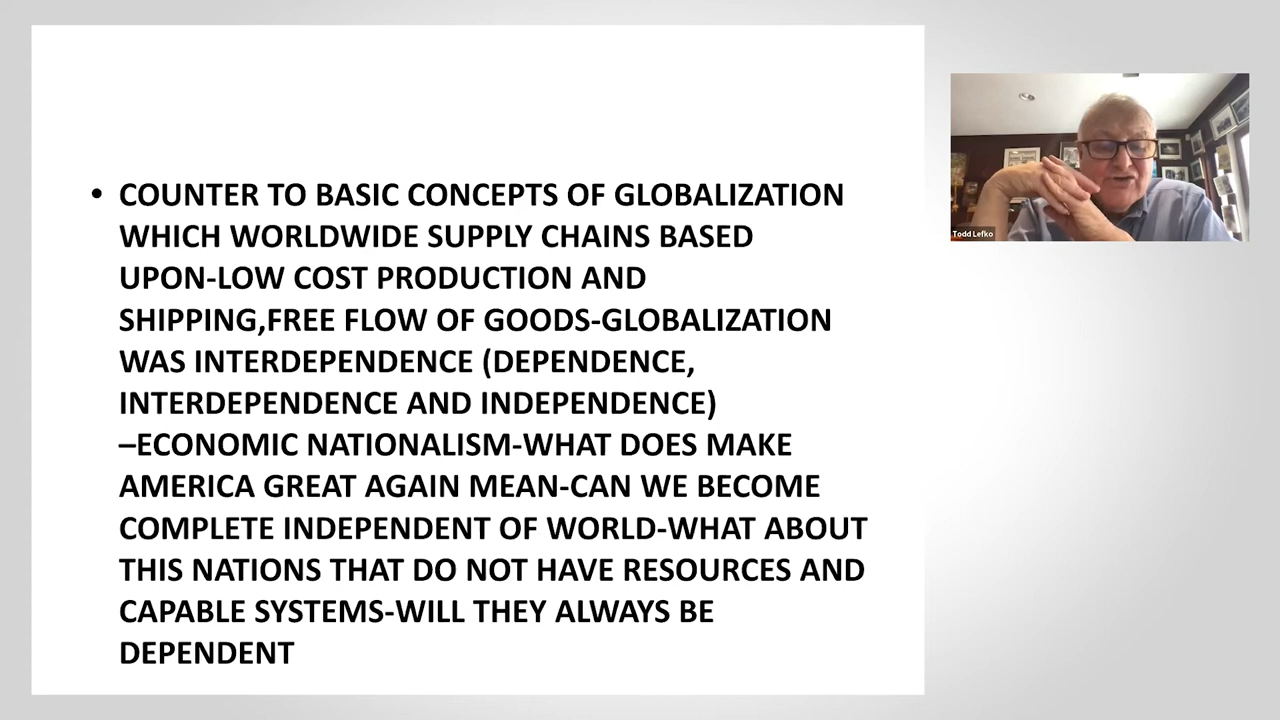 • COUNTER TO BASIC CONCEPTS OF GLOBALIZATION
WHICH WORLDWIDE SUPPLY CHAINS BASED
UPON-LOW COST PRODUCTION AND
SHIPPING,FREE FLOW OF GOODS-GLOBALIZATION
WAS INTERDEPENDENCE (DEPENDENCE,
INTERDEPENDENCE AND INDEPENDENCE)
–ECONOMIC NATIONALISM-WHAT DOES MAKE
AMERICA GREAT AGAIN MEAN-CAN WE BECOME
COMPLETE INDEPENDENT OF WORLD-WHAT ABOUT
THIS NATIONS THAT DO NOT HAVE RESOURCES AND
CAPABLE SYSTEMS-WILL THEY ALWAYS BE
DEPENDENT
Todd Lefko